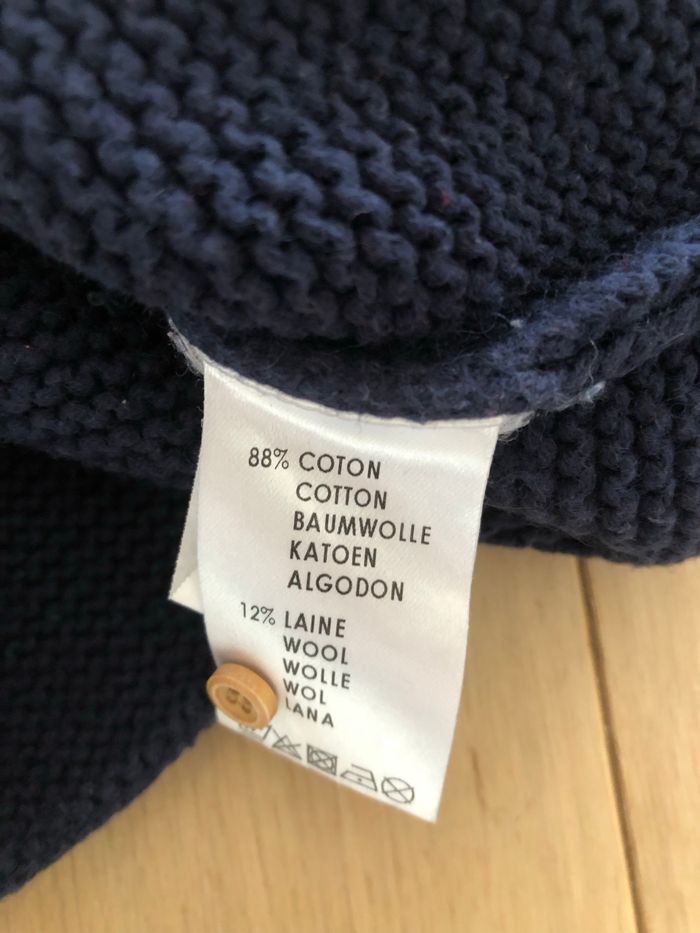 88% COTON
COTTON
BAUMWOLLE
KATOEN
ALGODON
12% LAINE
WOOL
WOLLE
WOL
LANA